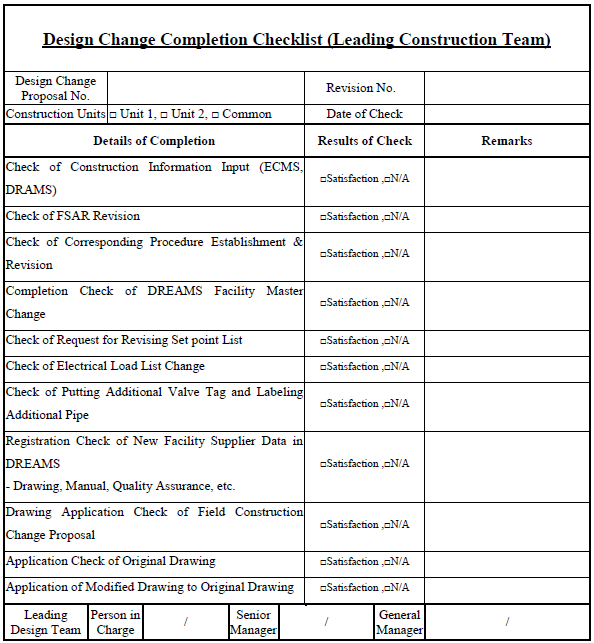 Design Change Completion Checklist (Leading Construction Team)
Design Change
Proposal No.
Revision No.
Construction Units
□ Unit 1, □ Unit 2, □ Common
Date of Check
Details of Completion
Results of Check
Remarks
Check of Construction Information Input (ECMS,
DRAMS)
□Satisfaction ,□N/A
Check of FSAR Revision
□Satisfaction ,□N/A
Check of Corresponding Procedure Establishment &
Revision
□Satisfaction ,□N/A
Completion Check of DREAMS Facility Master
Change
□Satisfaction ,□N/A
Check of Request for Revising Set point List
□Satisfaction ,□N/A
Check of Electrical Load List Change
□Satisfaction ,□N/A
Check of Putting Additional Valve Tag and Labeling
Additional Pipe
□Satisfaction ,□N/A
Registration Check of New Facility Supplier Data in
DREAMS
- Drawing, Manual, Quality Assurance, etc.
□Satisfaction ,□N/A
Drawing Application Check of Field Construction
Change Proposal
□Satisfaction ,□N/A
Application Check of Original Drawing
□Satisfaction ,□N/A
Application of Modified Drawing to Original Drawing
□Satisfaction ,□N/A
Leading
Design Team
Person in
Charge
/
Senior
Manager
/
General
Manager
/